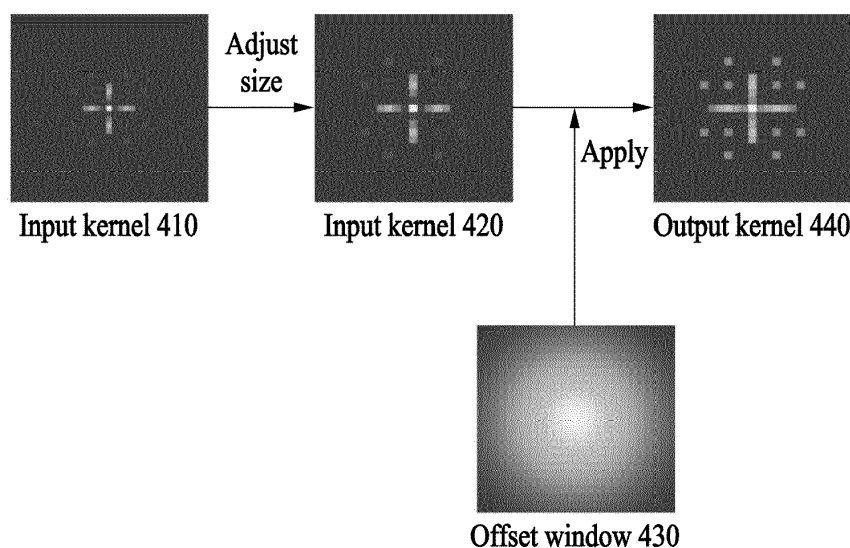 Adjust
size
Apply
Input kernel 410
Input kernel 420
Output kernel 440
Offset window 430